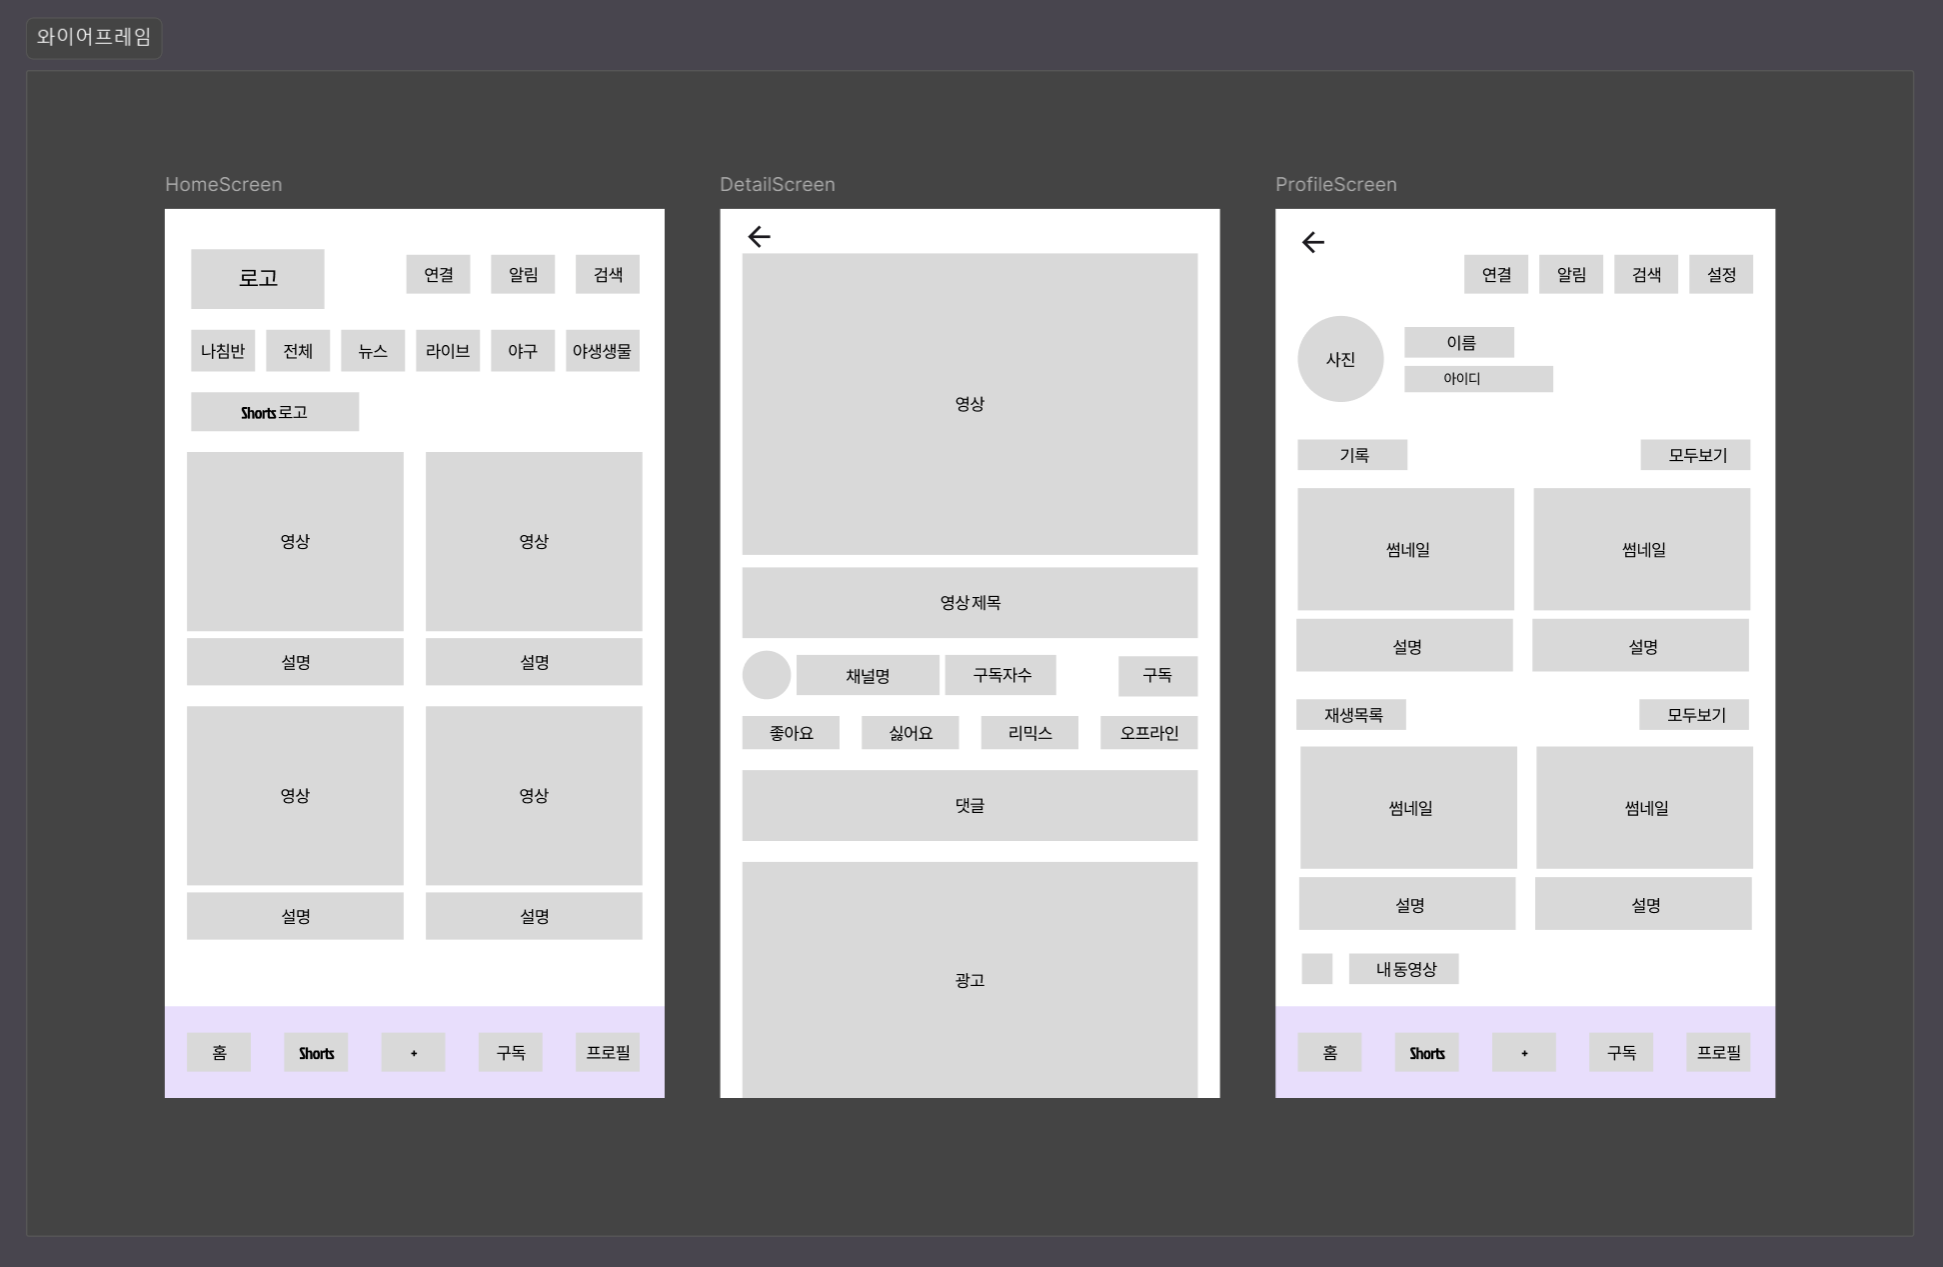 와이어프레임
HomeScreen
로고
연결 알림 검색
나침반 전체 뉴스 라이브 야구 야생생물
Shorts 로고
영상 영상
설명 설명
영상 영상
설명 설명
홈 Shorts + 구독 프로필
DetailScreen
영상
영상 제목
채널명 구독자수 구독
좋아요 싫어요 리믹스 오프라인
댓글
광고
ProfileScreen
연결 알림 검색 설정
사진
이름
아이디
기록 모두보기
썸네일 썸네일
설명 설명
재생목록 모두보기
썸네일 썸네일
설명 설명
내 동영상
홈 Shorts + 구독 프로필